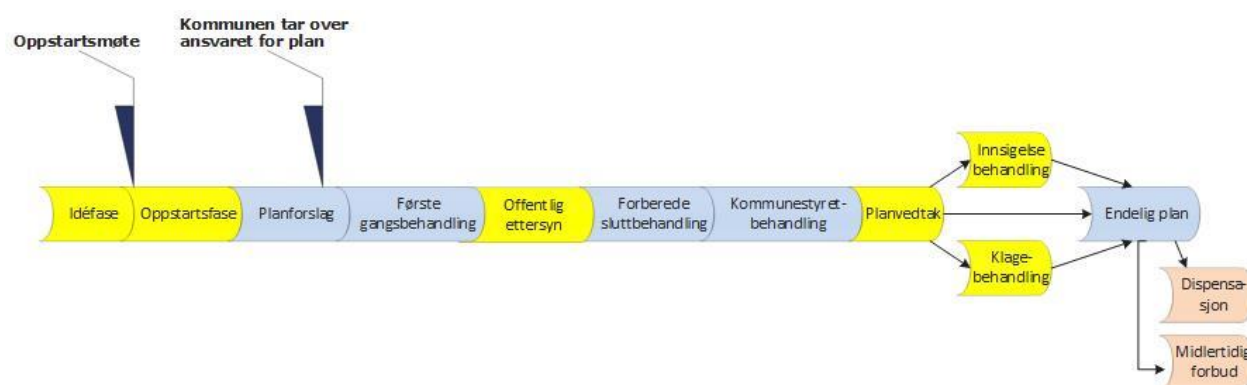 Oppstartsmøte
Kommunen tar over
ansvaret for plan
Idéfase
Oppstartsfase
Planforslag
Første
gangsbehandling
Offentlig
ettersyn
Forberede
sluttbehandling
Kommunestyret-
behandling
Planvedtak
Innsigelse
behandling
Klage-
behandling
Endelig plan
Dispensa-
sjon
Midlertidig
forbud